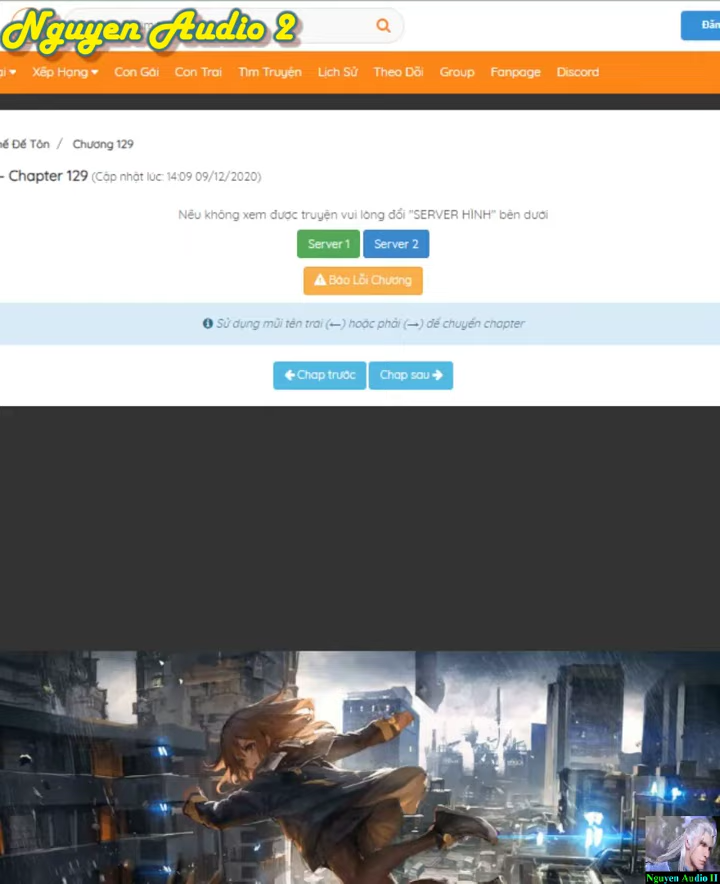 Nguyen Audio 2
Đăn
Xếp Hạng Con Gái Con Trai Tìm Truyện Lịch Sử Theo Dõi Group Fanpage Discord
Đế Tôn / Chương 129
- Chapter 129 (Cập nhật lúc: 14:09 09/12/2020)
Nếu không xem được truyện vui lòng đổi "SERVER HÌNH" bên dưới
Server 1 Server 2
Báo Lỗi Chương
Sử dụng mũi tên trái (←) hoặc phải (→) để chuyển chapter
Chap trước Chap sau
Nguyen Audio II